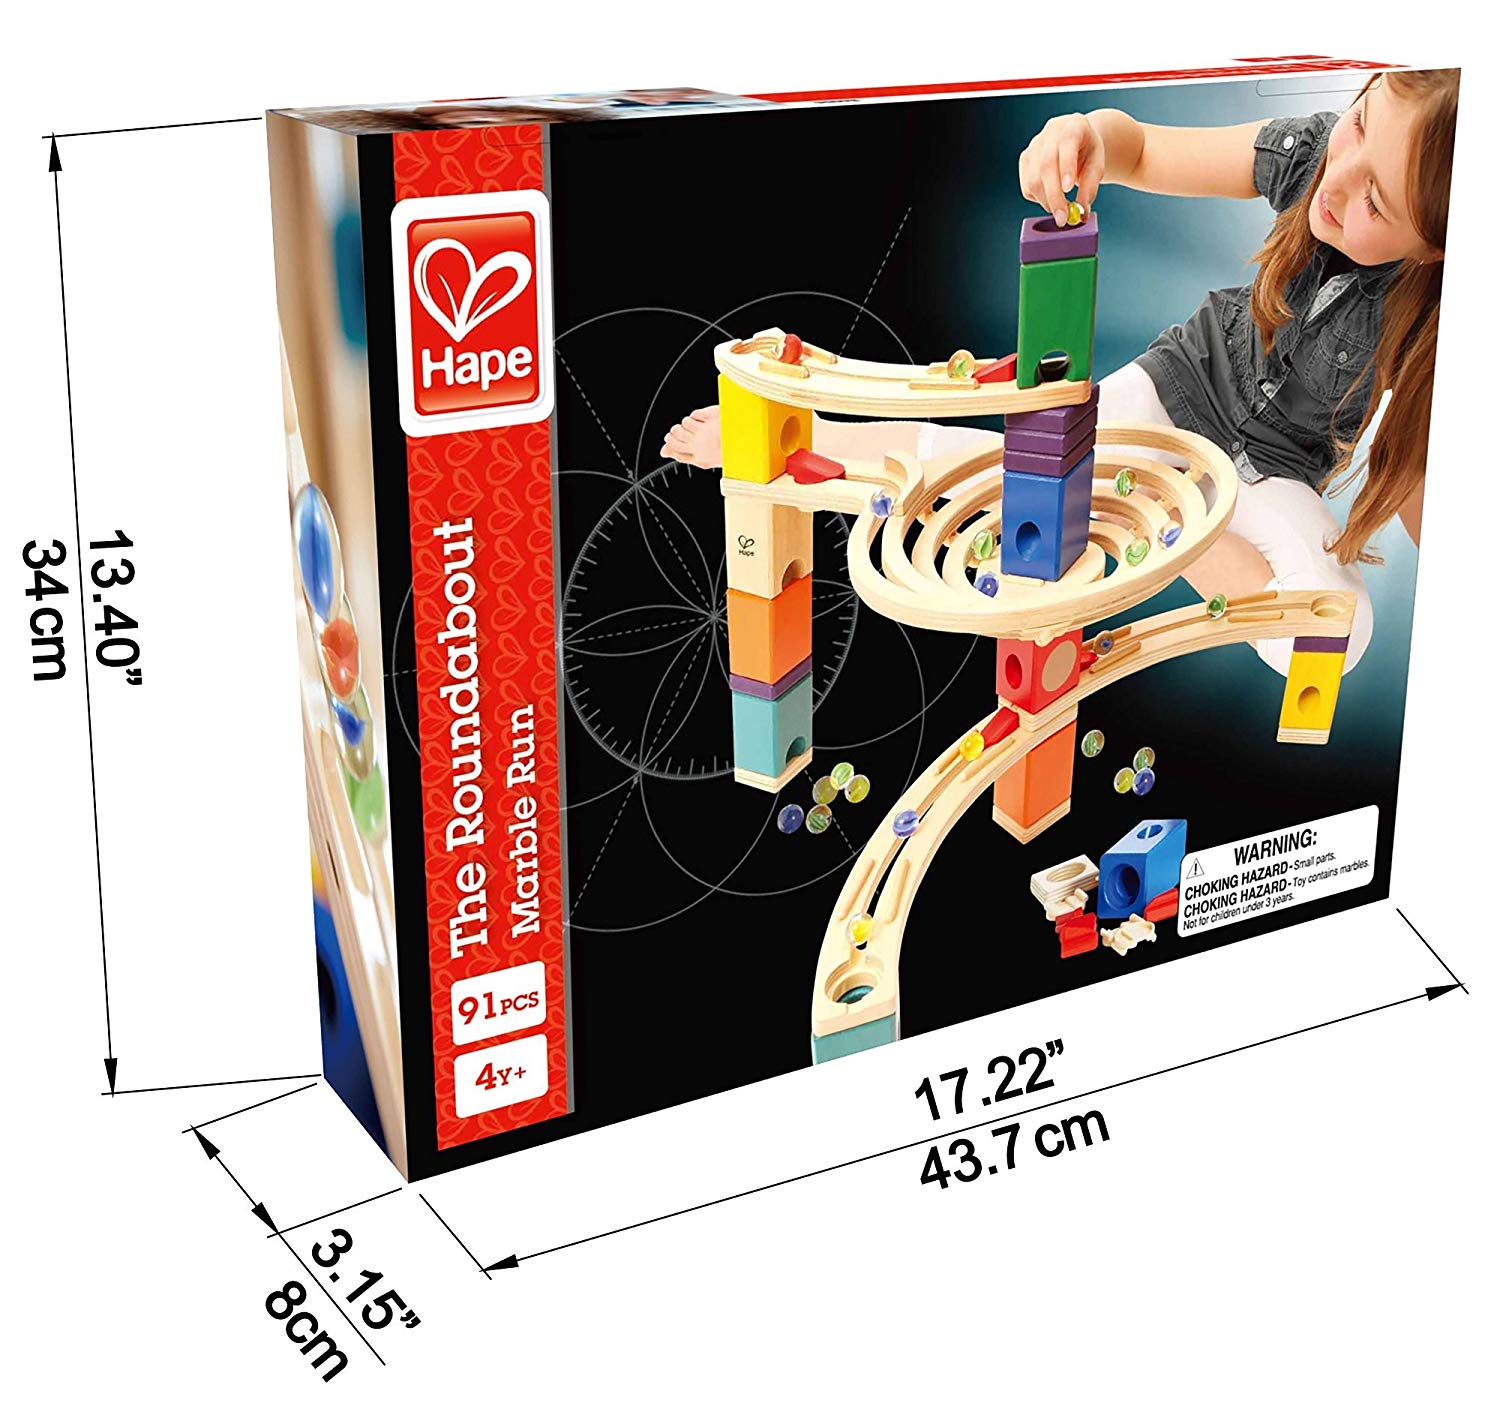 Hape
The Roundabout
Marble Run
91PCS
4Y+
Hape
WARNING:
CHOKING HAZARD-Small parts.
CHOKING HAZARD-Toy contains marbles.
Not for children under 3 years.
13.40”
34cm
3.15”
8cm
17.22”
43.7 cm